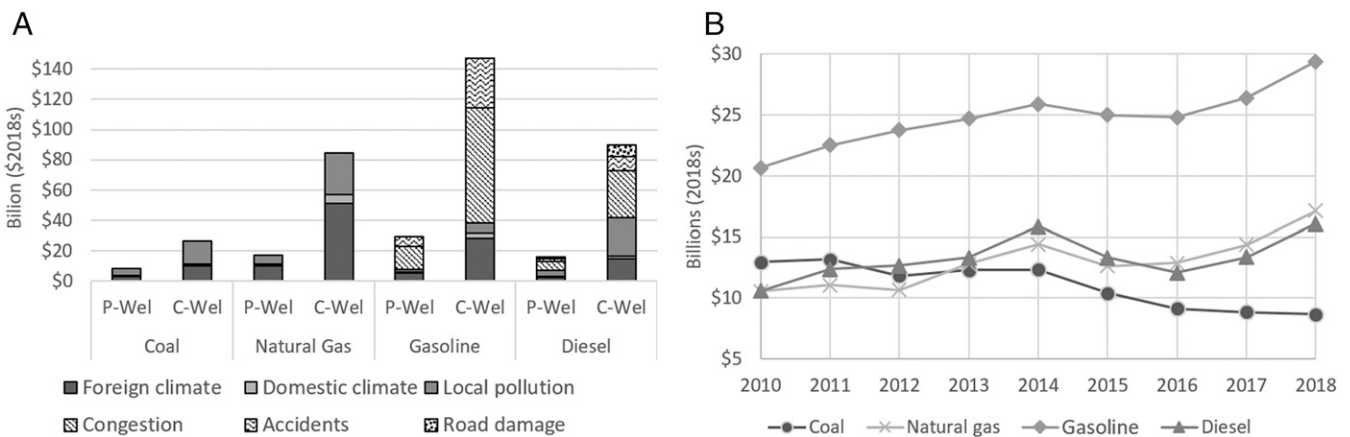 A
Bilion ($2018s)
$140
$120
$100
$80
$60
$40
$20
$0
P-Wel C-Wel P-Wel C-Wel P-Wel C-Wel P-Wel C-Wel
Coal Natural Gas Gasoline Diesel
Foreign climate Domestic climate Local pollution
Congestion Accidents Road damage
B
Billions (2018s)
$30
$25
$20
$15
$10
$5
2010 2011 2012 2013 2014 2015 2016 2017 2018
Coal Natural gas Gasoline Diesel